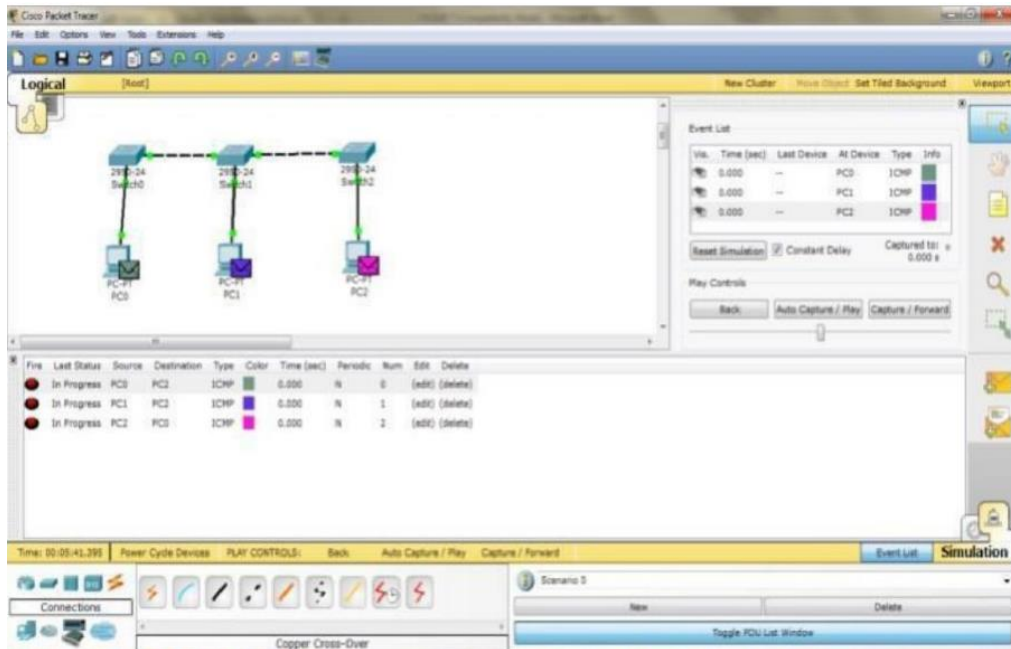 Cisco Packet Tracer
File Edit Options View Tools Extensions Help
Logical [Root] New Cluster Move Object Set Tiled Background Viewport
Event List
Vis. Time (sec) Last Device At Device Type Info
0.000 -- PC0 ICMP
0.000 -- PC1 ICMP
0.000 -- PC2 ICMP
Reset Simulation Constant Delay Captured to:
0.000 s
Play Controls
Back Auto Capture / Play Capture / Forward
2950-24
Switch0
2950-24
Switch1
2950-24
Switch2
PC-PT
PC0
PC-PT
PC1
PC-PT
PC2
Fire Last Status Source Destination Type Color Time (sec) Periodic Num Edit Delete
In Progress PC0 PC2 ICMP 0.000 N 0 (edit) (delete)
In Progress PC1 PC2 ICMP 0.000 N 1 (edit) (delete)
In Progress PC2 PC0 ICMP 0.000 N 2 (edit) (delete)
Time: 00:05:41.395 Power Cycle Devices PLAY CONTROLS: Back Auto Capture / Play Capture / Forward Event List Simulation
Connections
Copper Cross-Over
Scenario 0
New Delete
Toggle PDU List Window